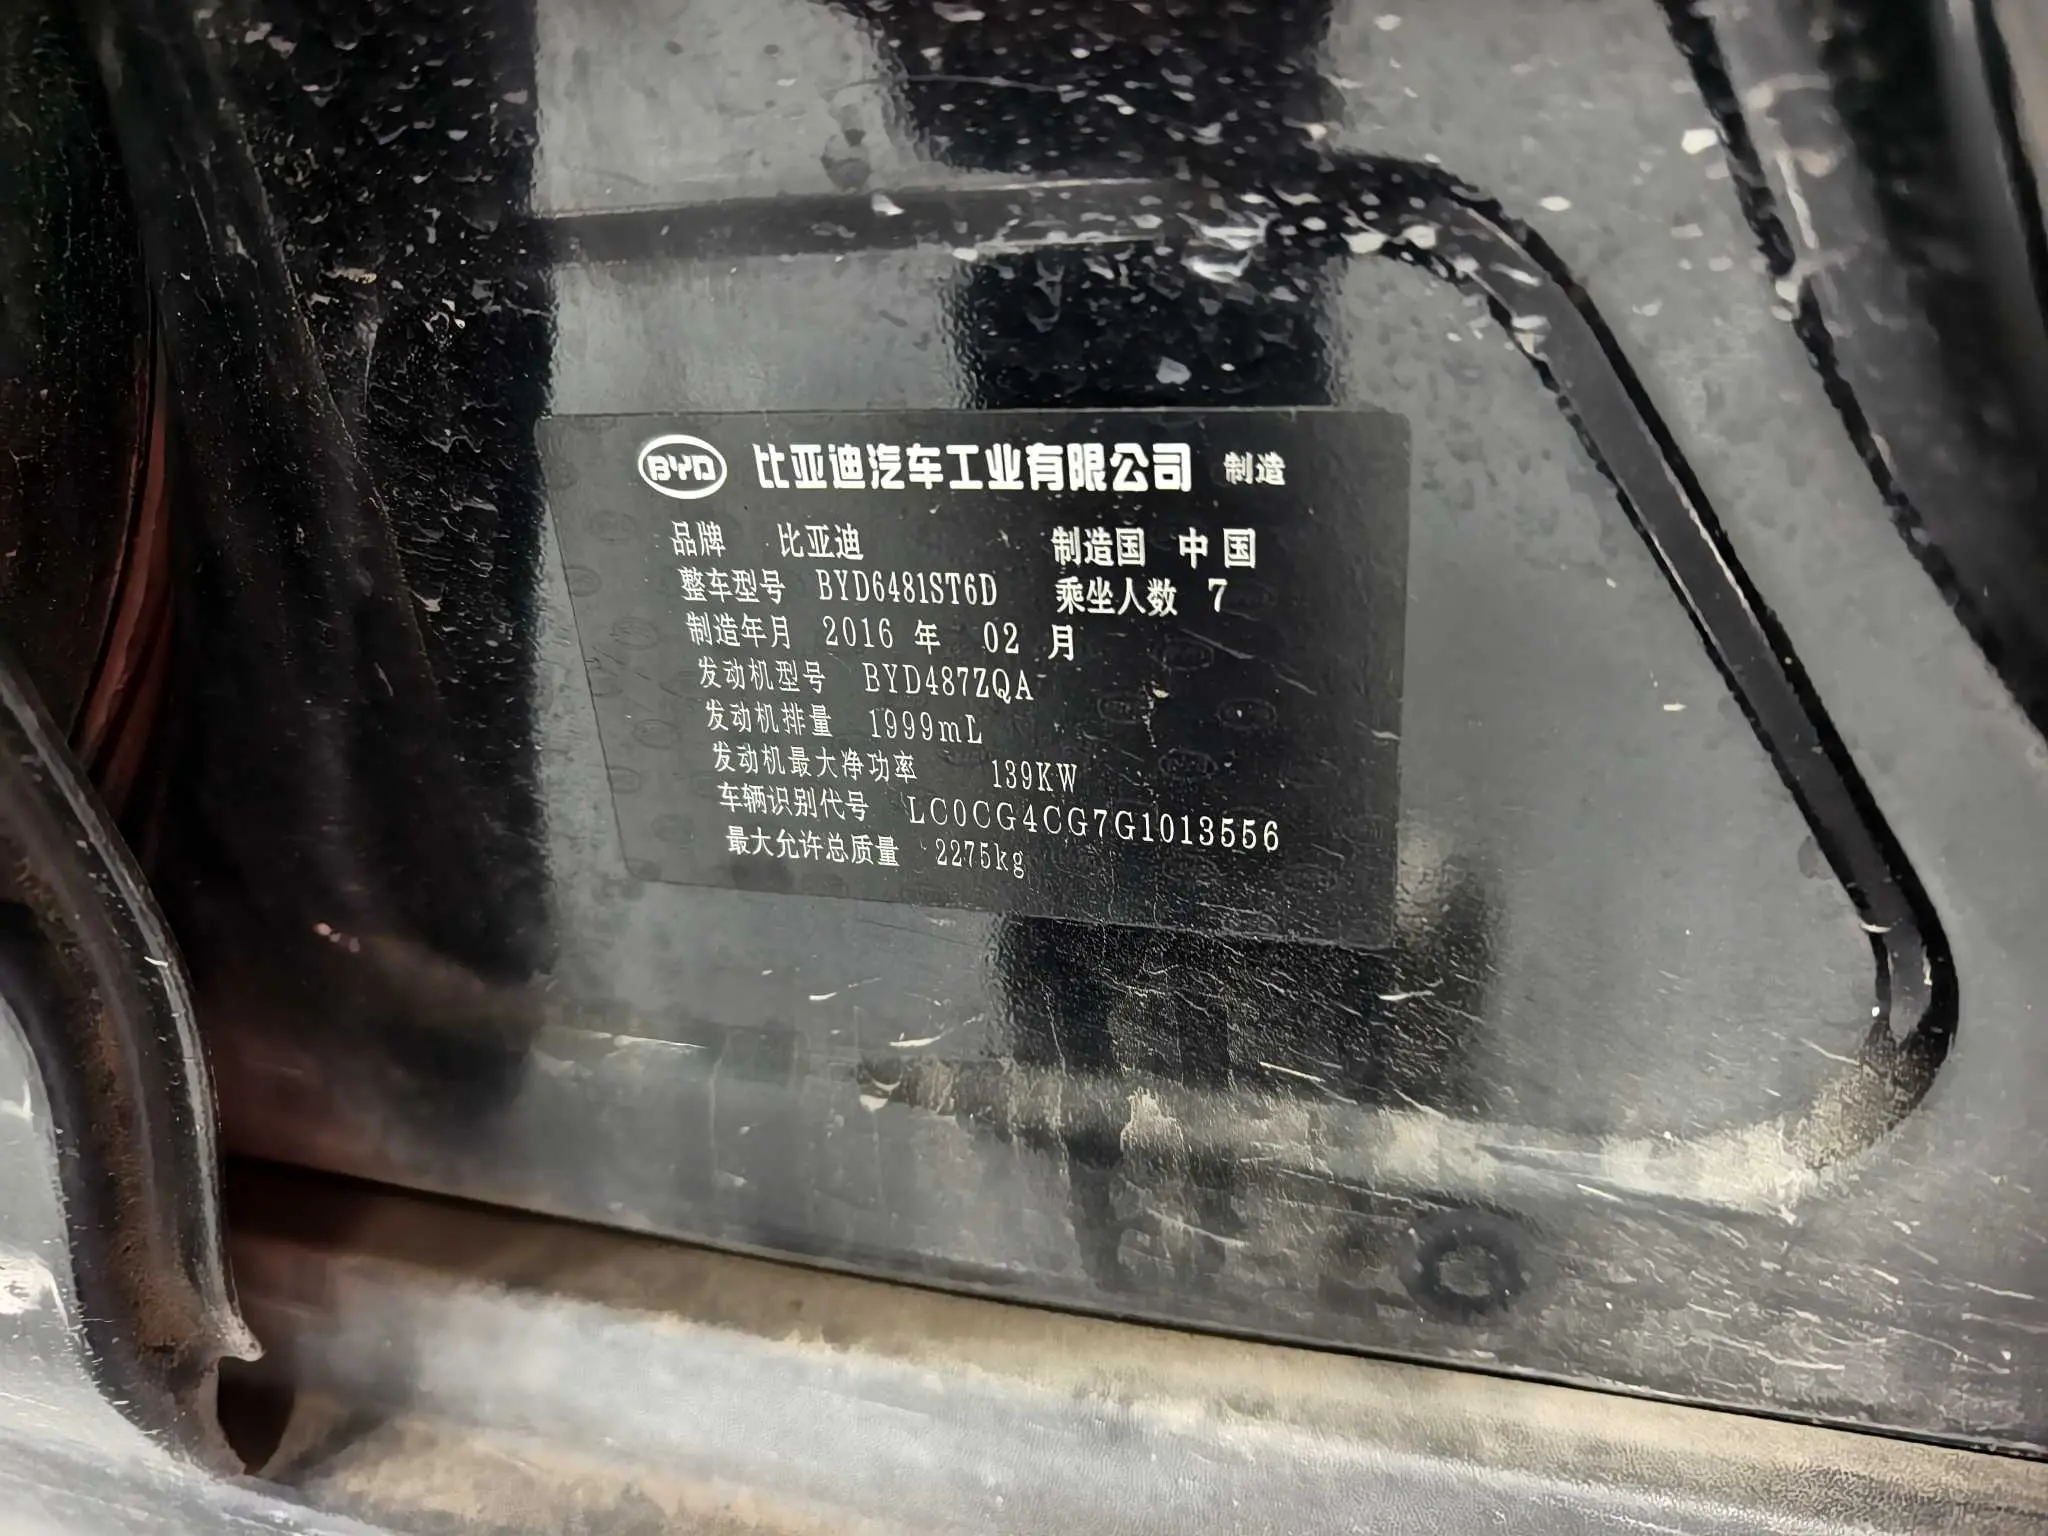 BYD 比亚迪汽车工业有限公司 制造
品牌 比亚迪 制造国 中国
整车型号 BYD6481ST6D 乘坐人数 7
制造年月 2016 年 02 月
发动机型号 BYD487ZQA
发动机排量 1999mL
发动机最大净功率 139KW
车辆识别代号 LC0CG4CG7G1013556
最大允许总质量 2275kg